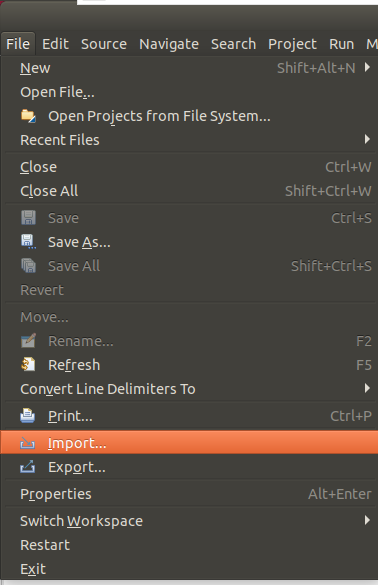 File Edit Source Navigate Search Project Run M
New Shift+Alt+N
Open File...
Open Projects from File System...
Recent Files
Close Ctrl+W
Close All Shift+Ctrl+W
Save Ctrl+S
Save As...
Save All Shift+Ctrl+S
Revert
Move...
Rename... F2
Refresh F5
Convert Line Delimiters To
Print... Ctrl+P
Import...
Export...
Properties Alt+Enter
Switch Workspace
Restart
Exit